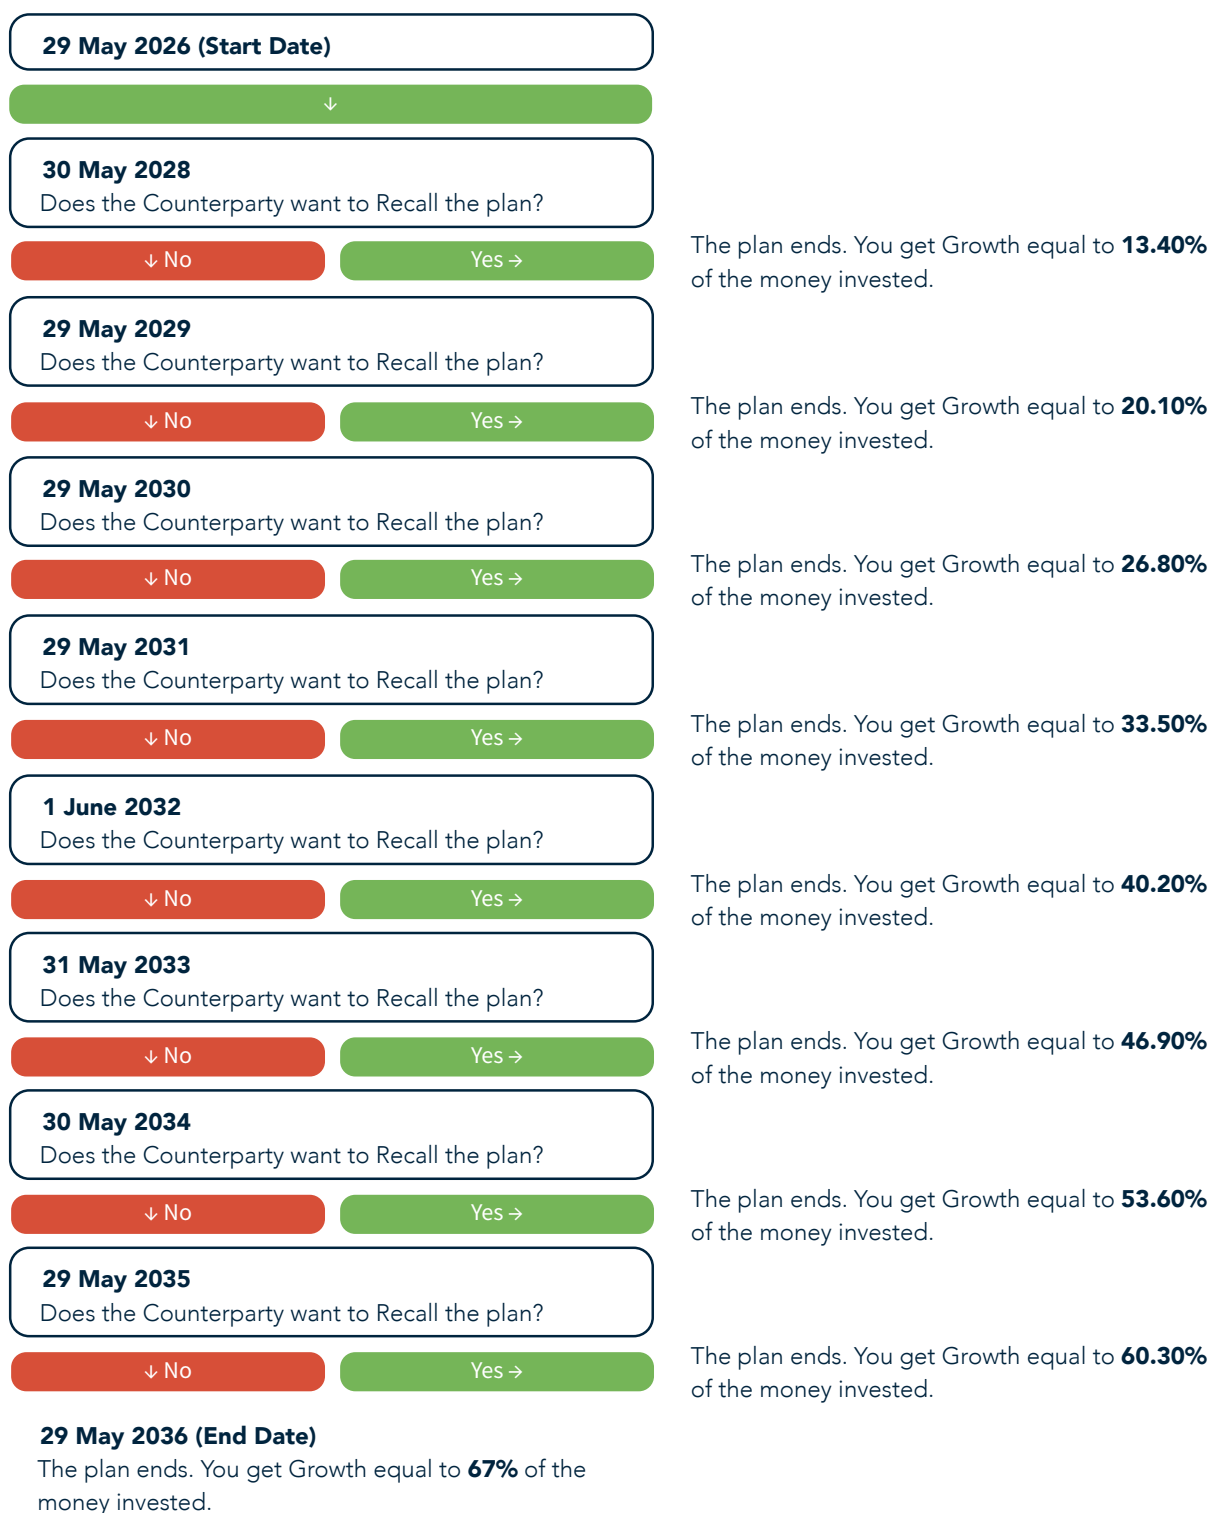 29 May 2026 (Start Date)
↓
30 May 2028
Does the Counterparty want to Recall the plan?
↓ No
Yes →
The plan ends. You get Growth equal to 13.40%
of the money invested.
29 May 2029
Does the Counterparty want to Recall the plan?
↓ No
Yes →
The plan ends. You get Growth equal to 20.10%
of the money invested.
29 May 2030
Does the Counterparty want to Recall the plan?
↓ No
Yes →
The plan ends. You get Growth equal to 26.80%
of the money invested.
29 May 2031
Does the Counterparty want to Recall the plan?
↓ No
Yes →
The plan ends. You get Growth equal to 33.50%
of the money invested.
1 June 2032
Does the Counterparty want to Recall the plan?
↓ No
Yes →
The plan ends. You get Growth equal to 40.20%
of the money invested.
31 May 2033
Does the Counterparty want to Recall the plan?
↓ No
Yes →
The plan ends. You get Growth equal to 46.90%
of the money invested.
30 May 2034
Does the Counterparty want to Recall the plan?
↓ No
Yes →
The plan ends. You get Growth equal to 53.60%
of the money invested.
29 May 2035
Does the Counterparty want to Recall the plan?
↓ No
Yes →
The plan ends. You get Growth equal to 60.30%
of the money invested.
29 May 2036 (End Date)
The plan ends. You get Growth equal to 67% of the
money invested.